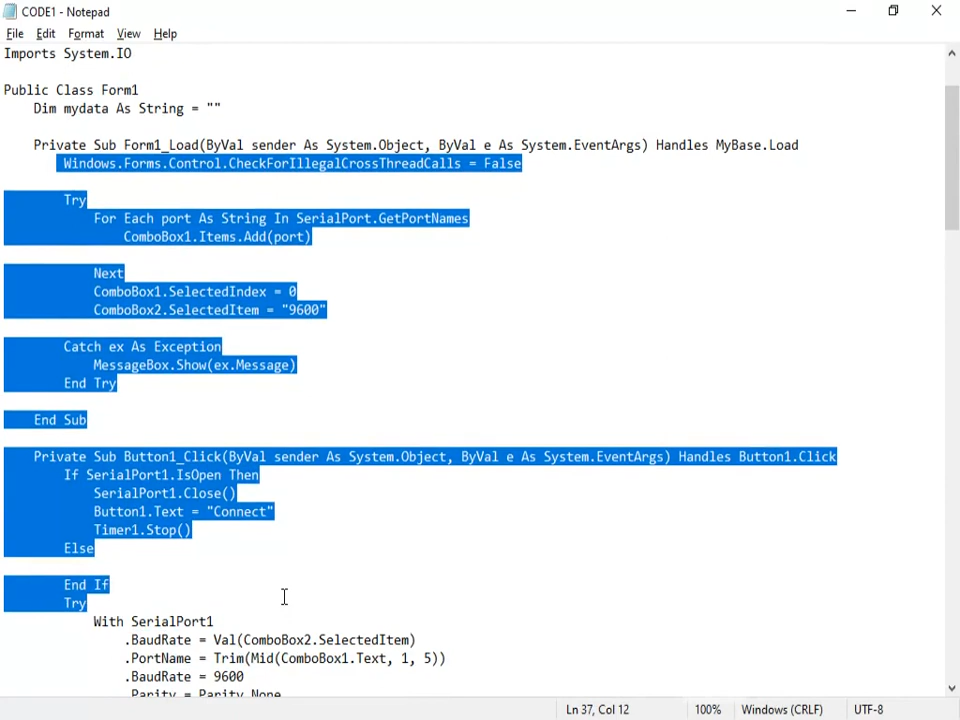 CODE1 - Notepad
File Edit Format View Help
Imports System.IO
Public Class Form1
Dim mydata As String = ""
Private Sub Form1_Load(ByVal sender As System.Object, ByVal e As System.EventArgs) Handles MyBase.Load
Windows.Forms.Control.CheckForIllegalCrossThreadCalls = False
Try
For Each port As String In SerialPort.GetPortNames
ComboBox1.Items.Add(port)
Next
ComboBox1.SelectedIndex = 0
ComboBox2.SelectedItem = "9600"
Catch ex As Exception
MessageBox.Show(ex.Message)
End Try
End Sub
Private Sub Button1_Click(ByVal sender As System.Object, ByVal e As System.EventArgs) Handles Button1.Click
If SerialPort1.IsOpen Then
SerialPort1.Close()
Button1.Text = "Connect"
Timer1.Stop()
Else
End If
Try
With SerialPort1
.BaudRate = Val(ComboBox2.SelectedItem)
.PortName = Trim(Mid(ComboBox1.Text, 1, 5))
.BaudRate = 9600
.Parity = Parity.None
Ln 37, Col 12 100% Windows (CRLF) UTF-8